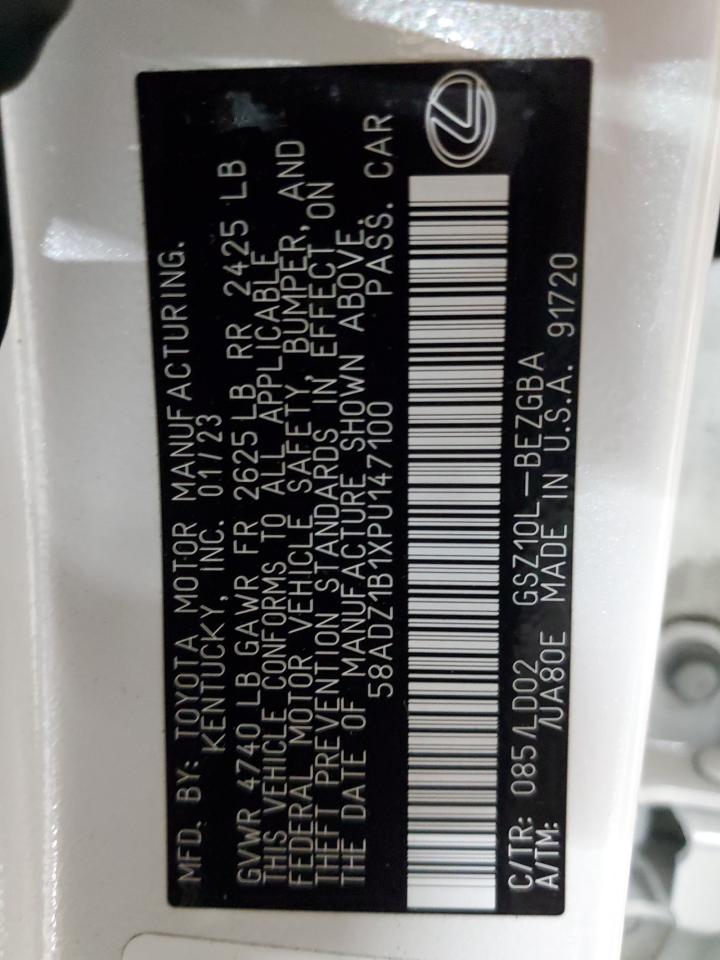 MFD. BY: TOYOTA MOTOR MANUFACTURING.
KENTUCKY, INC. 01/23
GVWR 4740 LB GAWR FR 2625 LB RR 2425 LB
THIS VEHICLE CONFORMS TO ALL APPLICABLE
FEDERAL MOTOR VEHICLE SAFETY, BUMPER, AND
THEFT PREVENTION STANDARDS IN EFFECT ON
THE DATE OF MANUFACTURE SHOWN ABOVE.
58ADZ1B1XPU147100 PASS. CAR
C/TR: 085/LD02 GSZ10L-BEZGBA
A/TM: /UA80E MADE IN U.S.A. 91720